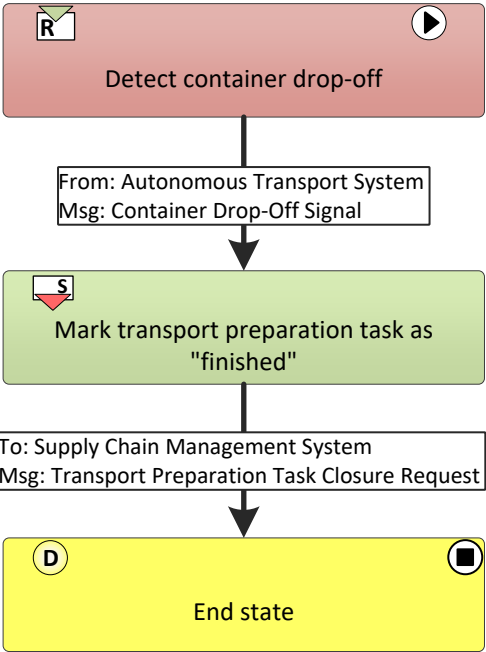 R
Detect container drop-off
From: Autonomous Transport System
Msg: Container Drop-Off Signal
S
Mark transport preparation task as
"finished"
To: Supply Chain Management System
Msg: Transport Preparation Task Closure Request
D
End state